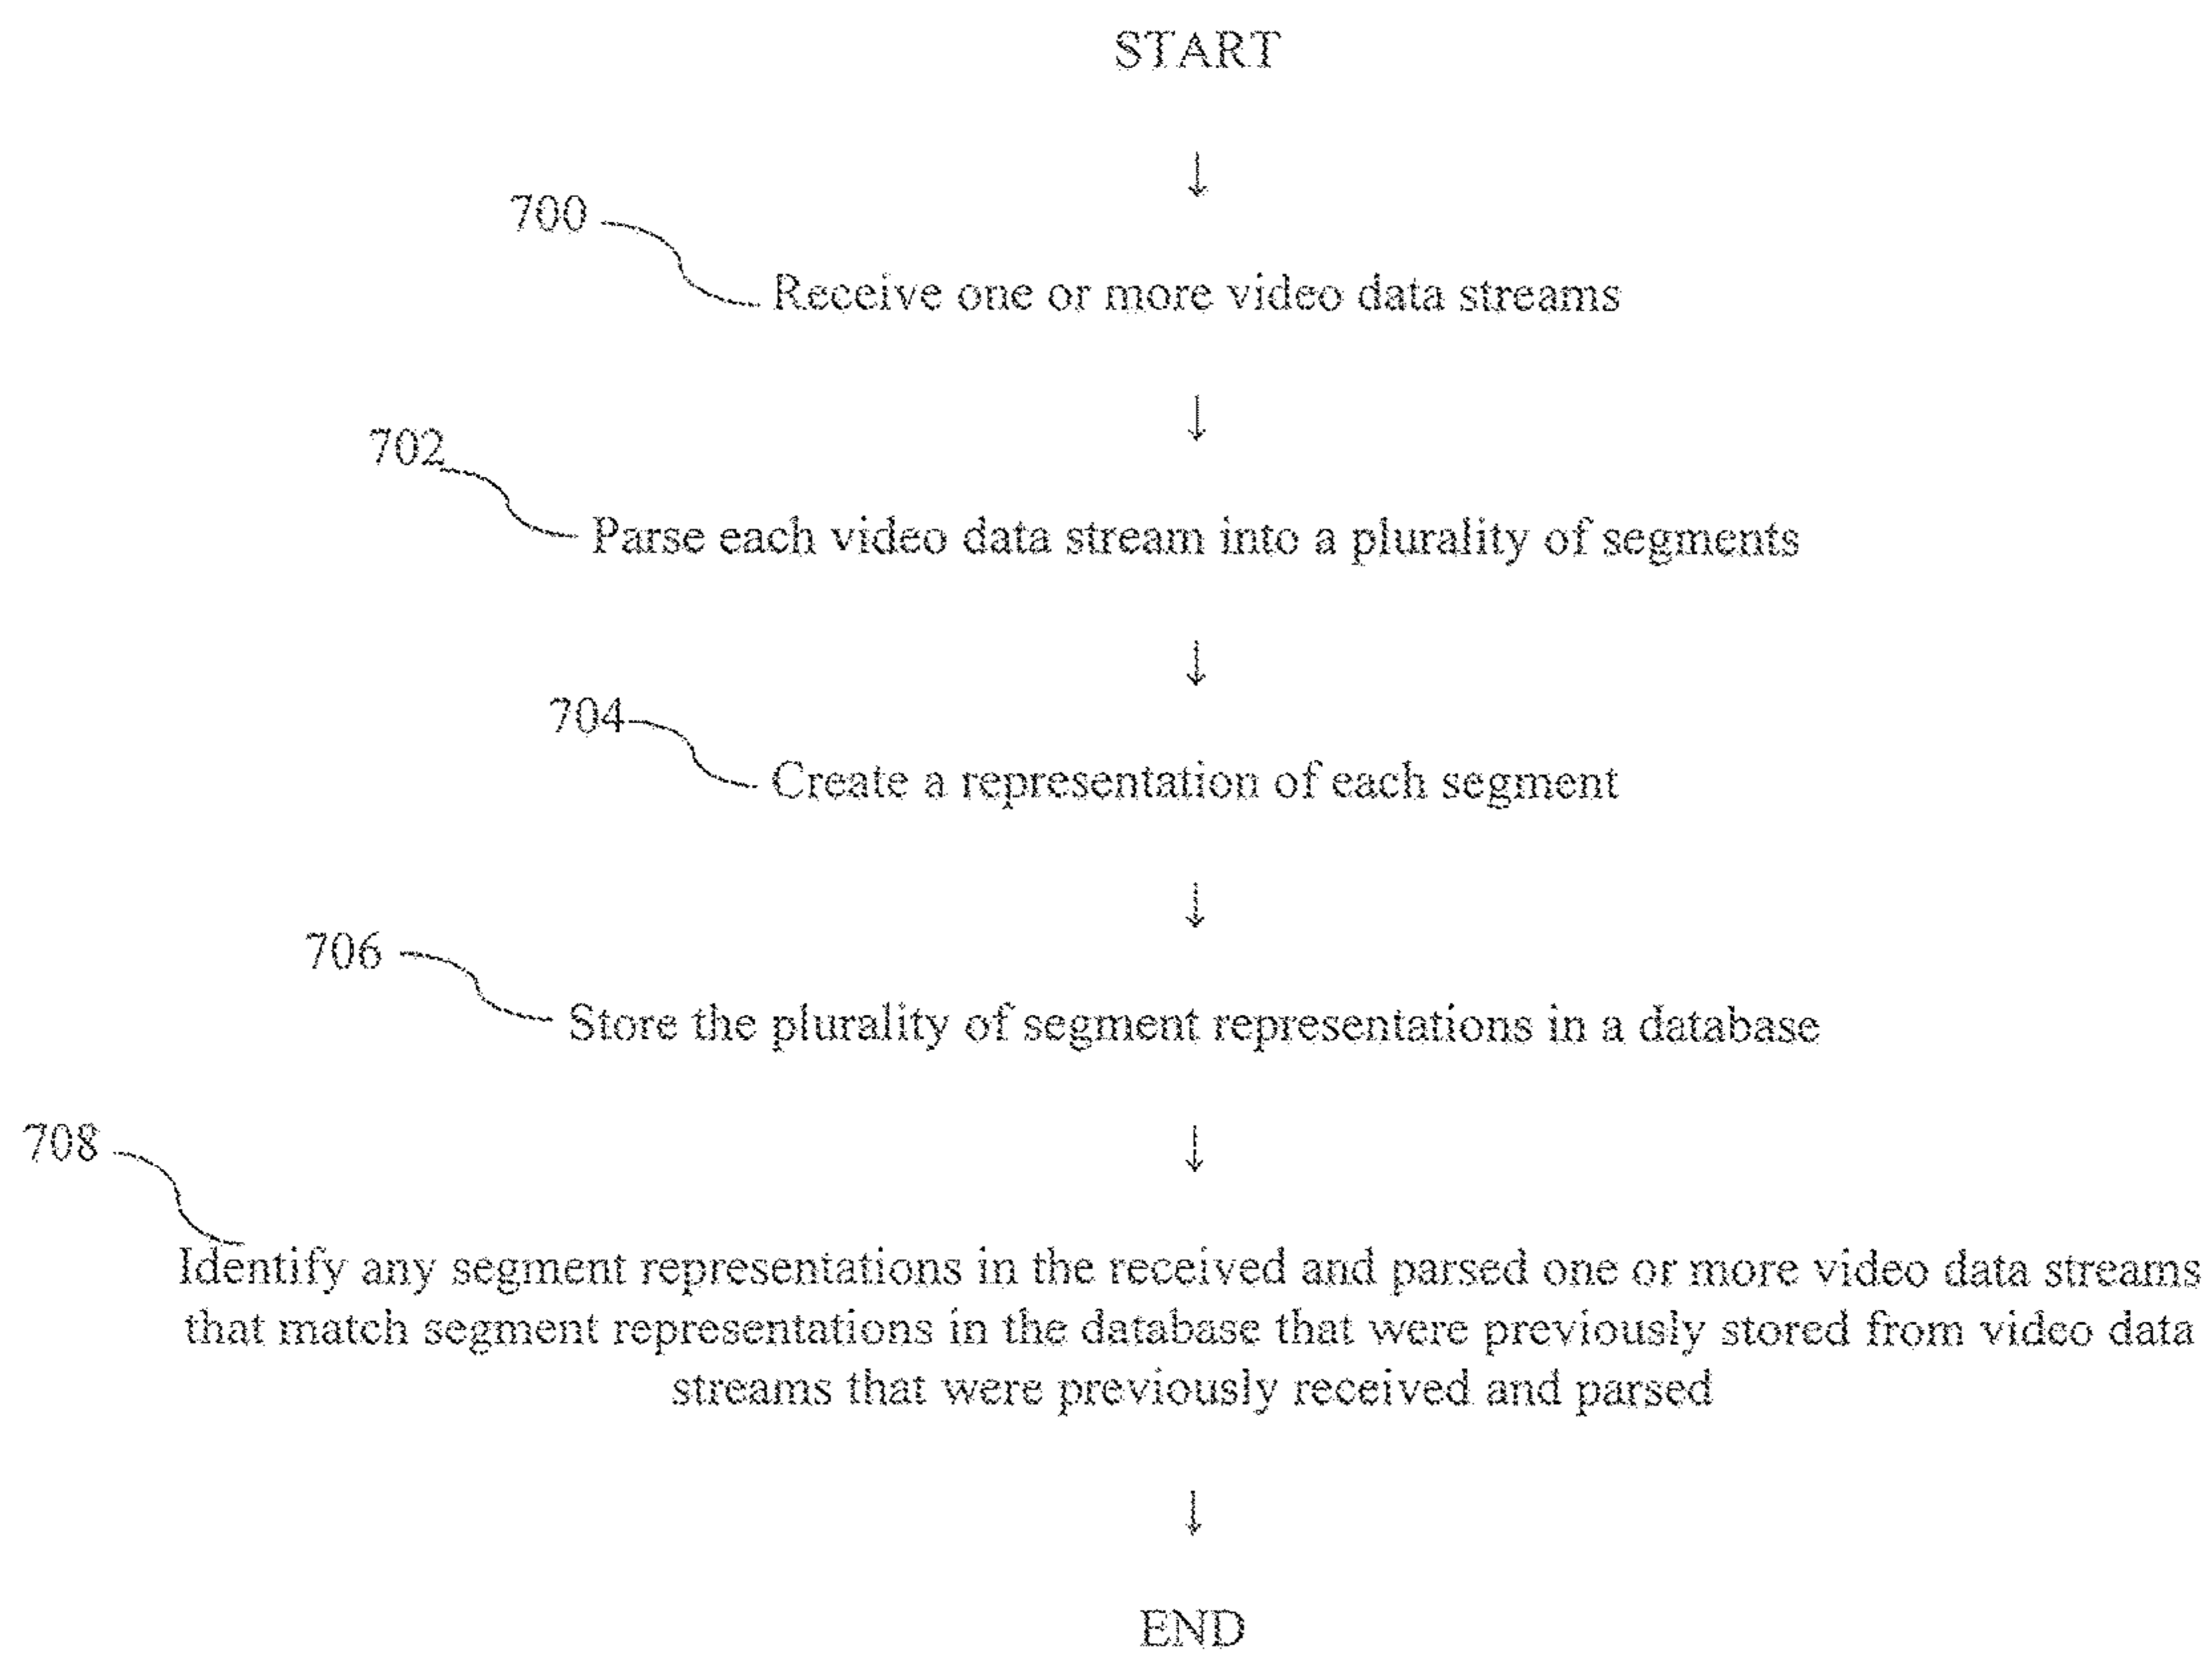 START
↓
700
Receive one or more video data streams
↓
702
Parse each video data stream into a plurality of segments
↓
704
Create a representation of each segment
↓
706
Store the plurality of segment representations in a database
↓
708
Identify any segment representations in the received and parsed one or more video data streams
that match segment representations in the database that were previously stored from video data
streams that were previously received and parsed
↓
END